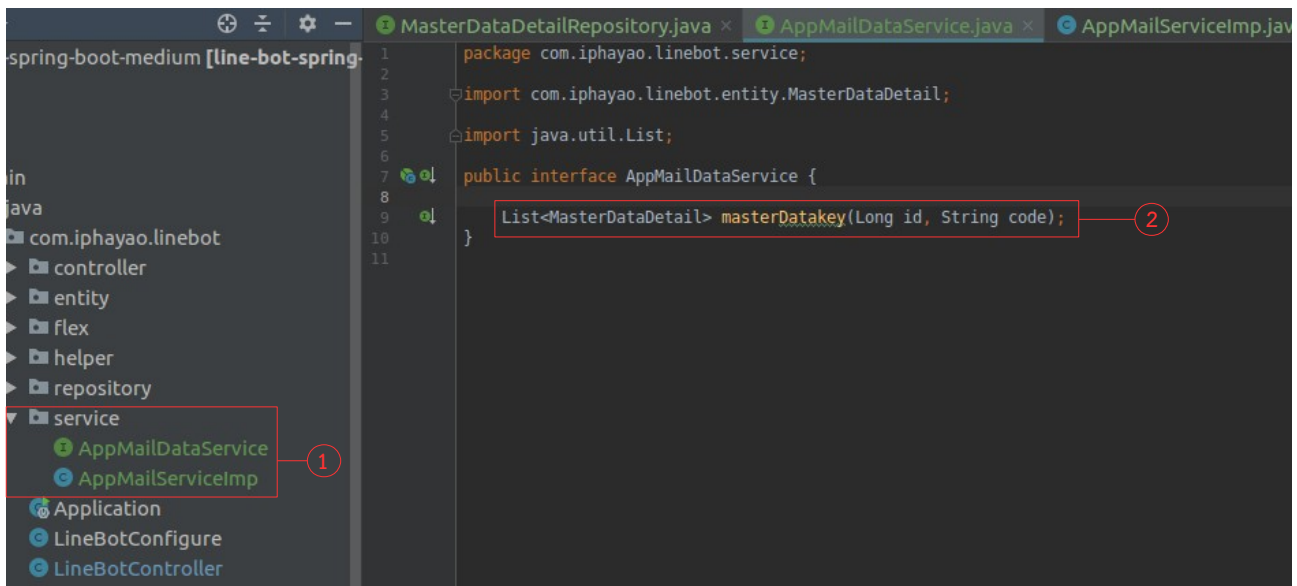 MasterDataDetailRepository.java × AppMailDataService.java × AppMailServiceImp.jav
-spring-boot-medium [line-bot-spring-
in
java
com.iphayao.linebot
controller
entity
flex
helper
repository
service
AppMailDataService
AppMailServiceImp
Application
LineBotConfigure
LineBotController
1
1 package com.iphayao.linebot.service;
2
3 import com.iphayao.linebot.entity.MasterDataDetail;
4
5 import java.util.List;
6
7 public interface AppMailDataService {
8
9 List<MasterDataDetail> masterDatakey(Long id, String code);
10 }
11
2